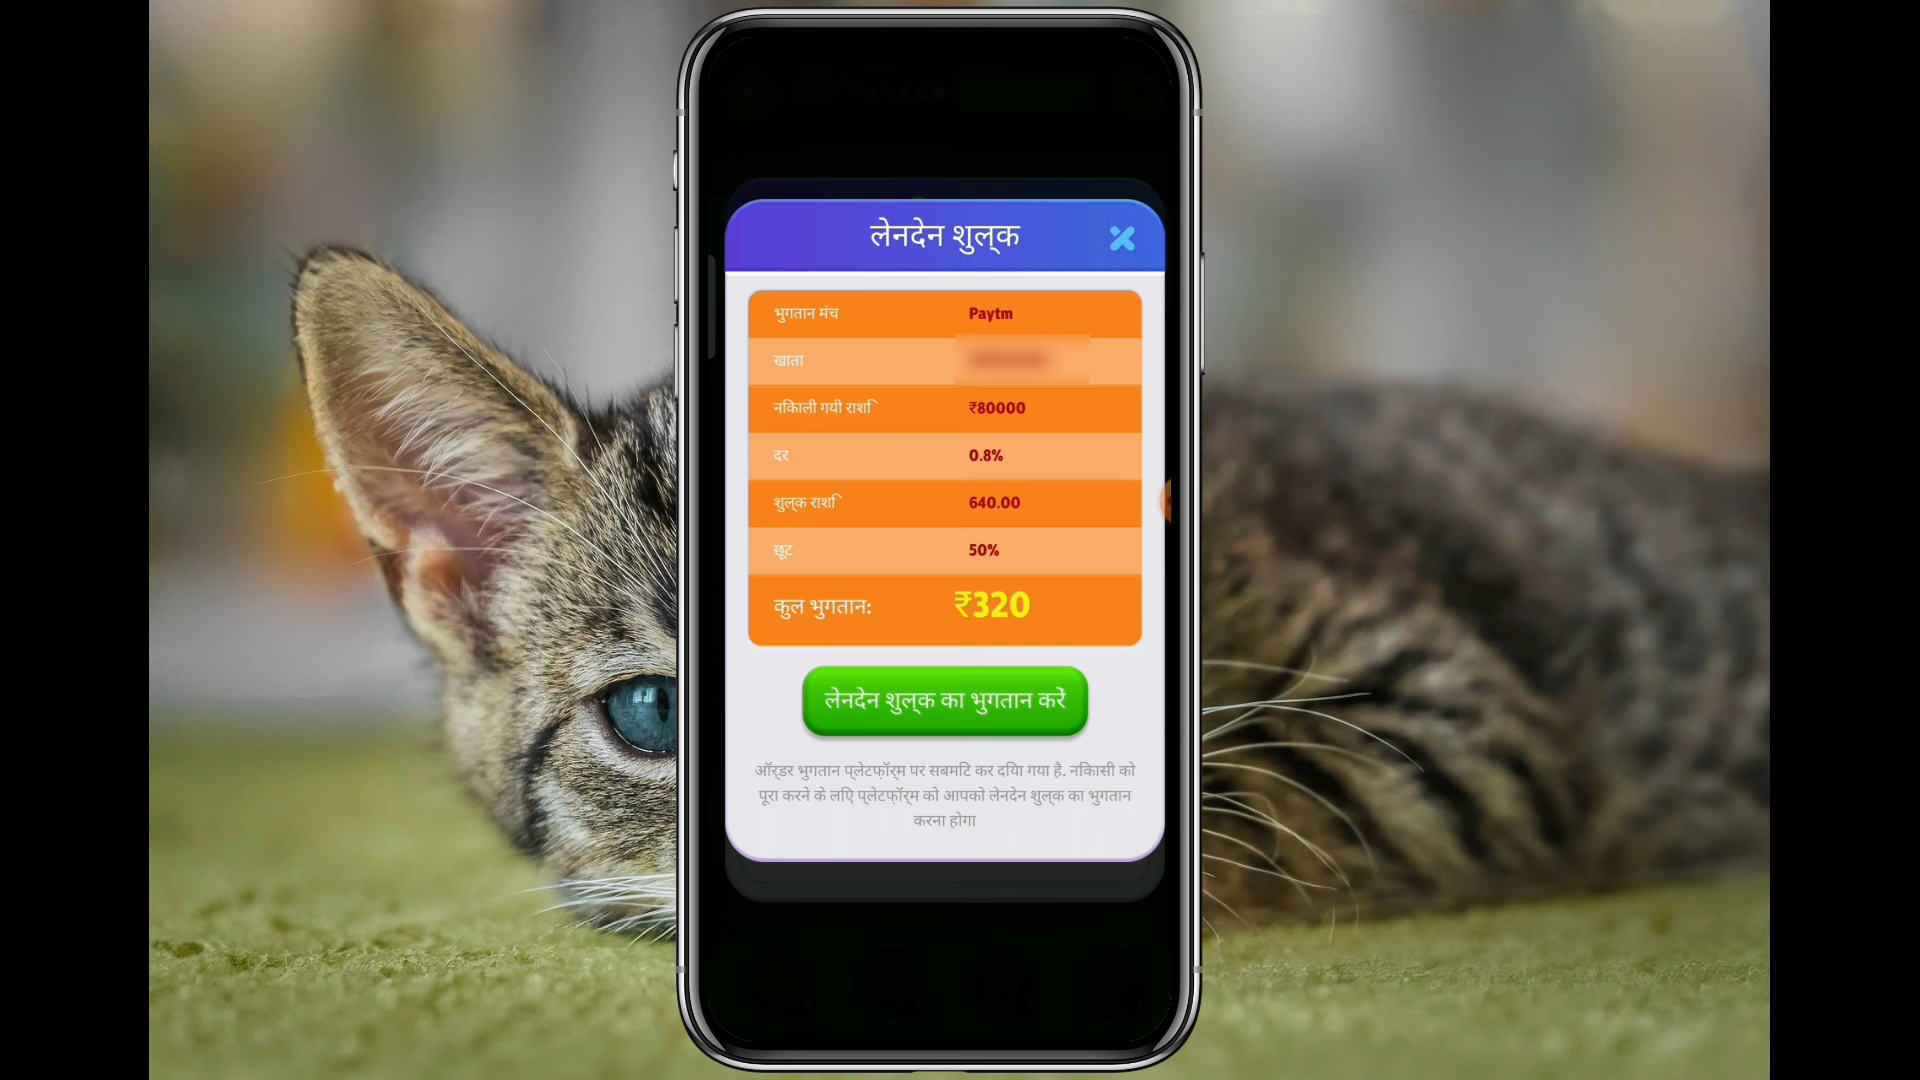 लेनदेन शुल्क
भुगतान मंच Paytm
खाता
निकाली गयी राशि ₹80000
दर 0.8%
शुल्क राशि 640.00
छूट 50%
कुल भुगतान: ₹320
लेनदेन शुल्क का भुगतान करें
ऑर्डर भुगतान प्लेटफ़ॉर्म पर सबमिट कर दिया गया है. निकासी को
पूरा करने के लिए प्लेटफ़ॉर्म को आपको लेनदेन शुल्क का भुगतान
करना होगा